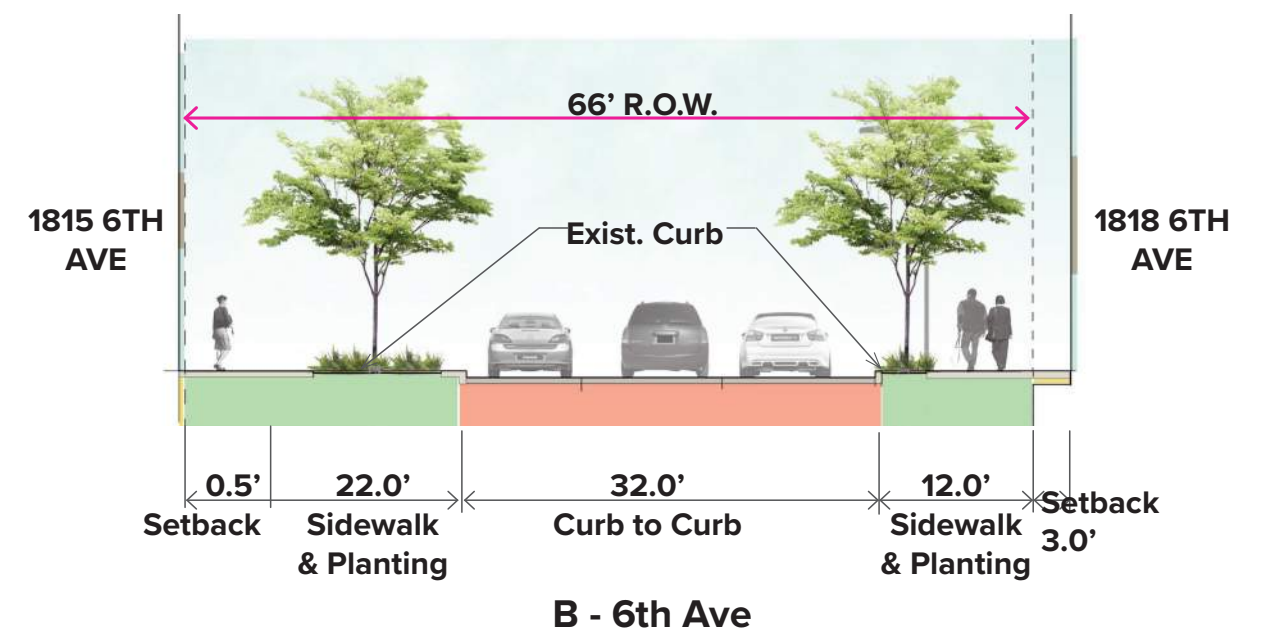 66’ R.O.W.
1815 6TH
AVE
Exist. Curb
1818 6TH
AVE
0.5’
Setback
22.0’
Sidewalk
& Planting
32.0’
Curb to Curb
12.0’
Sidewalk
& Planting
Setback
3.0’
B - 6th Ave